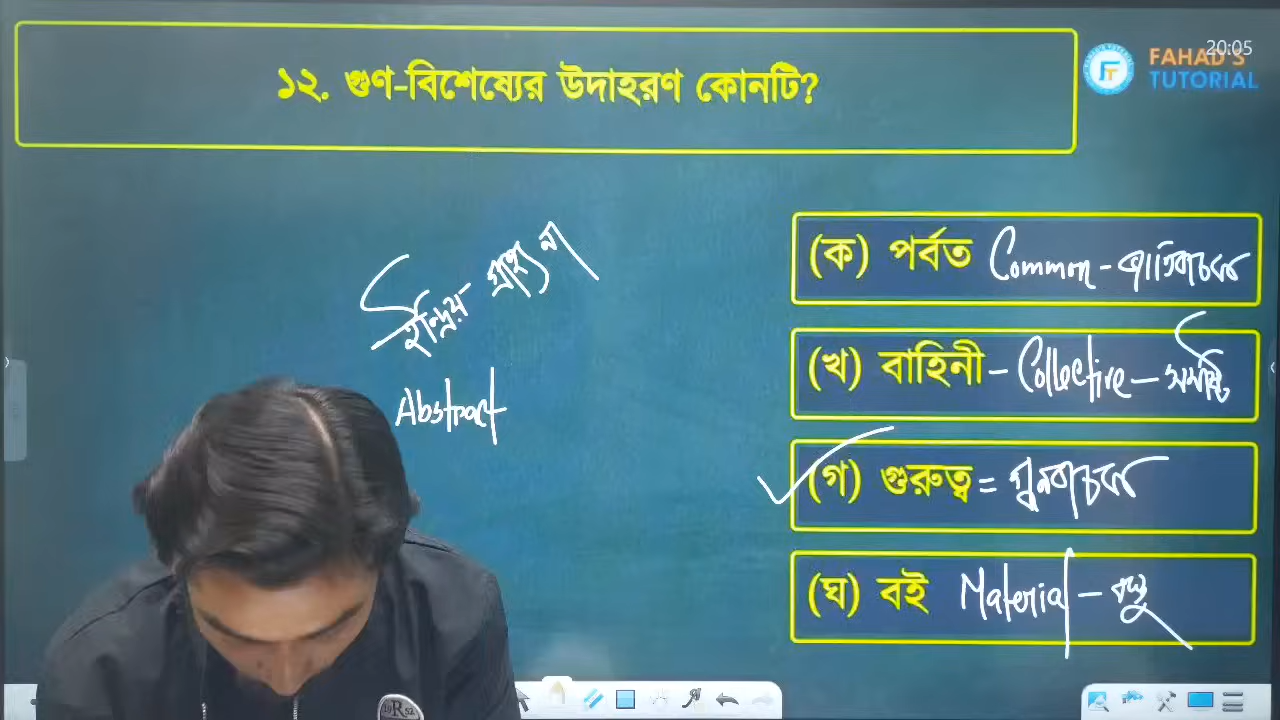 ১২. গুণ-বিশেষ্যের উদাহরণ কোনটি?
20:05
FAHAD'S
TUTORIAL
(ক) পর্বত Common - জাতিবাচক
ইন্দ্রিয় গ্রাহ্য না
(খ) বাহিনী - Collective - সমষ্টি
Abstract
(গ) গুরুত্ব = গুনবাচক
(ঘ) বই Material - বস্তু
R